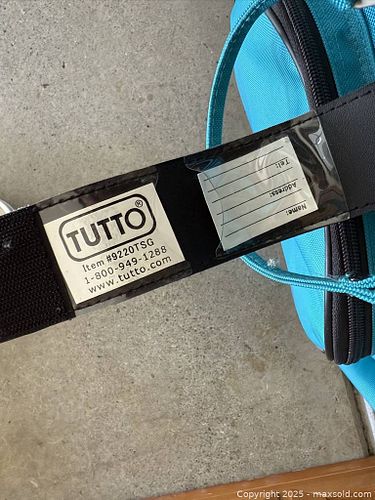 TUTTO®
Item #9220TSG
1-800-949-1288
www.tutto.com
Name:
Address:
Tel:
Copyright 2025 - maxsold.com